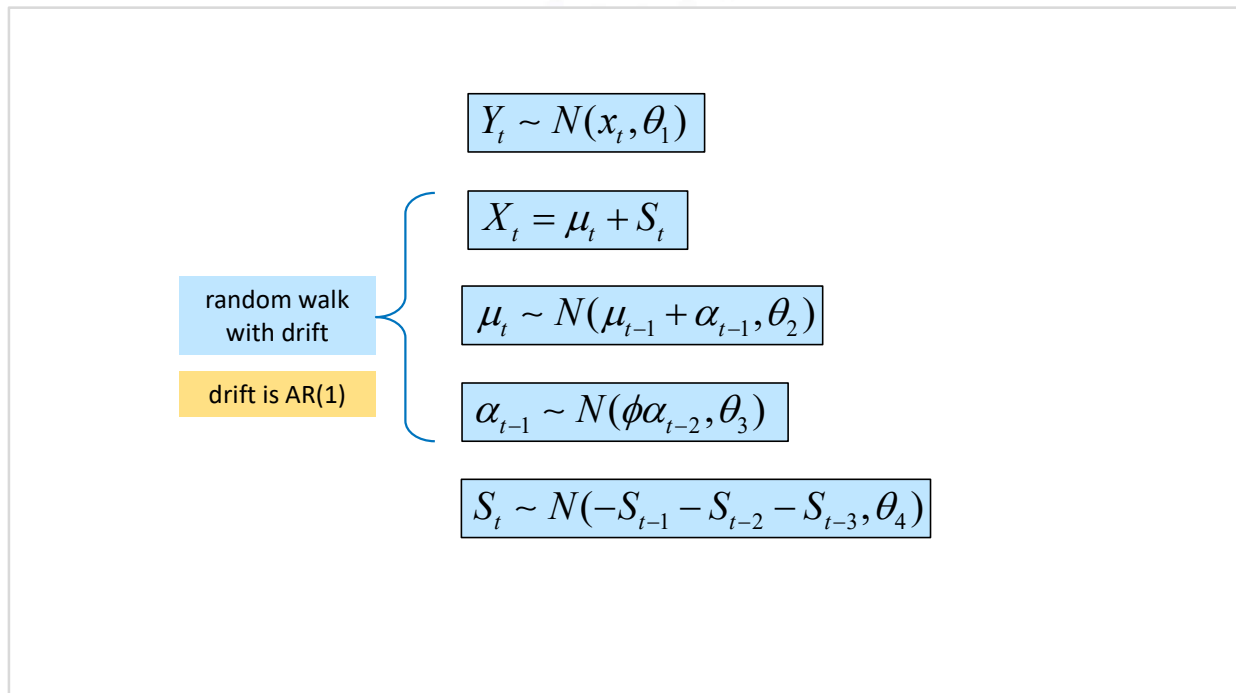 Y_t ~ N(x_t, θ_1)
X_t = μ_t + S_t
random walk
with drift
μ_t ~ N(μ_{t-1} + α_{t-1}, θ_2)
drift is AR(1)
α_{t-1} ~ N(ϕα_{t-2}, θ_3)
S_t ~ N(-S_{t-1} - S_{t-2} - S_{t-3}, θ_4)